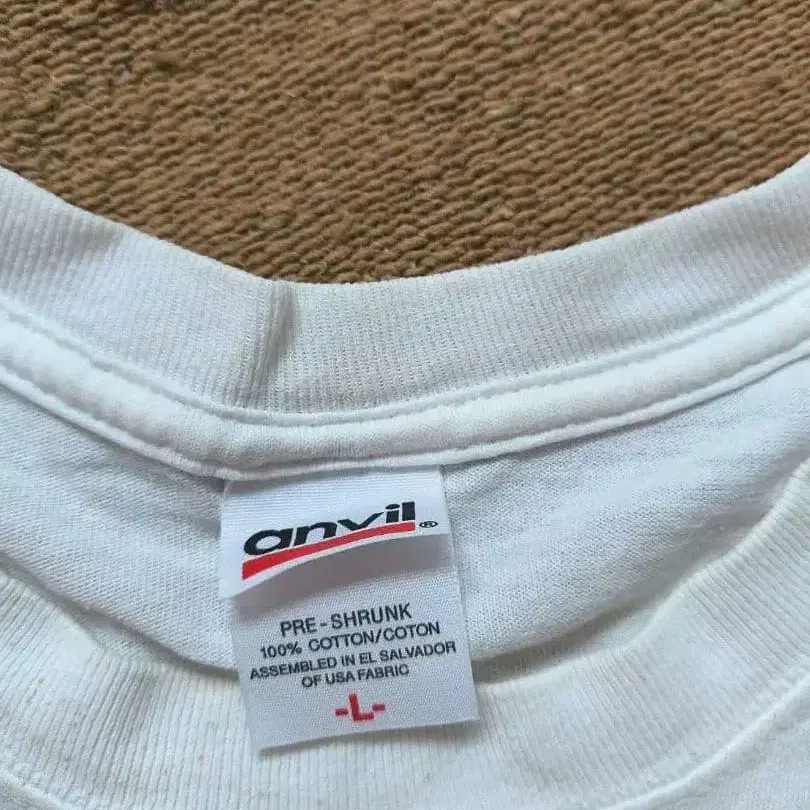 anvil®
PRE-SHRUNK
100% COTTON/COTON
ASSEMBLED IN EL SALVADOR
OF USA FABRIC
-L-